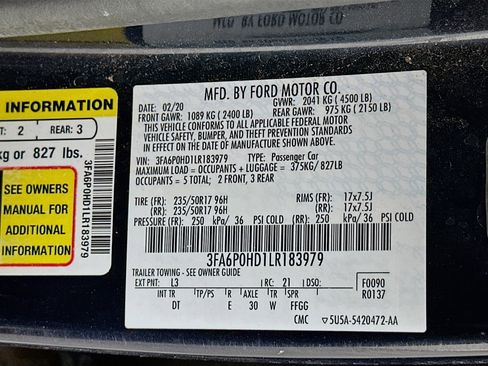 MFD. BY FORD MOTOR CO.
INFORMATION
2 REAR: 3
kg or 827 lbs.
SEE OWNERS
MANUAL FOR
ADDITIONAL
INFORMATION
3FA6P0HD1LR183979
MFG. BY FORD MOTOR CO.
DATE: 02/20 GVWR: 2041 KG ( 4500 LB)
FRONT GAWR: 1089 KG ( 2400 LB) REAR GAWR: 975 KG ( 2150 LB)
THIS VEHICLE CONFORMS TO ALL APPLICABLE FEDERAL MOTOR
VEHICLE SAFETY, BUMPER, AND THEFT PREVENTION STANDARDS
IN EFFECT ON THE DATE OF MANUFACTURE SHOWN ABOVE.
VEHICLE: 3FA6P0HD1LR183979 TYPE: Passenger Car
MAXIMUM LOAD = OCCUPANTS + LUGGAGE = 375KG / 827LB
OCCUPANTS = 5 TOTAL; 2 FRONT, 3 REAR
TIRE (FR): 235/50R17 96H RIMS (FR): 17x7.5J
TIRE (RR): 235/50R17 96H (RR): 17x7.5J
PRESSURE (FR): 250 kPa/ 36 PSI COLD (RR) 250 kPa/ 36 PSI COLD
3FA6P0HD1LR183979
TRAILER TOWING - SEE OWNER GUIDE
EXT PNT: L3 RC: 21 DSO: F0090
INT TR TP/PS R AXLE TR SPR R0137
DT E 30 W FFGG
CMC ▽5U5A-5420472-AA